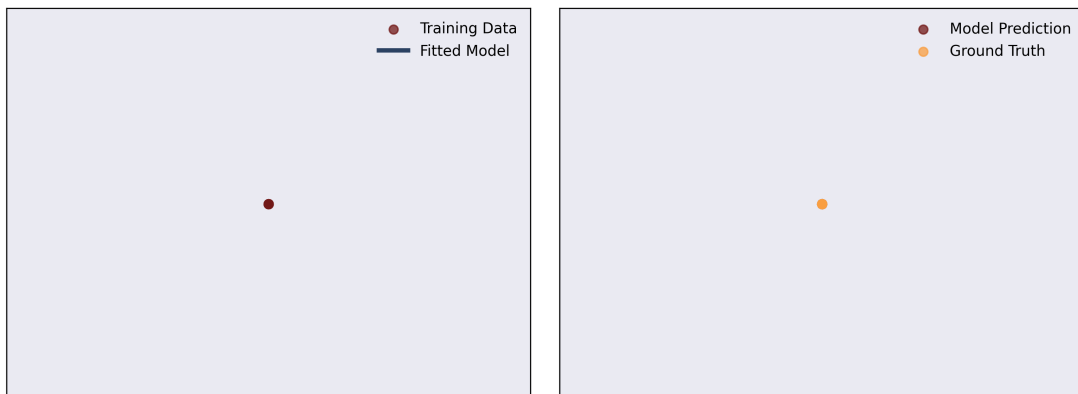 Training Data
Fitted Model
Model Prediction
Ground Truth